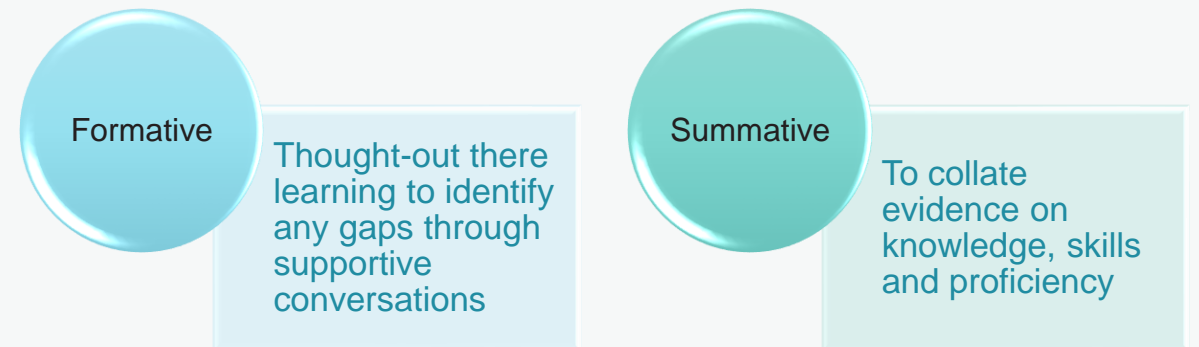 Formative
Thought-out there
learning to identify
any gaps through
supportive
conversations
Summative
To collate
evidence on
knowledge, skills
and proficiency